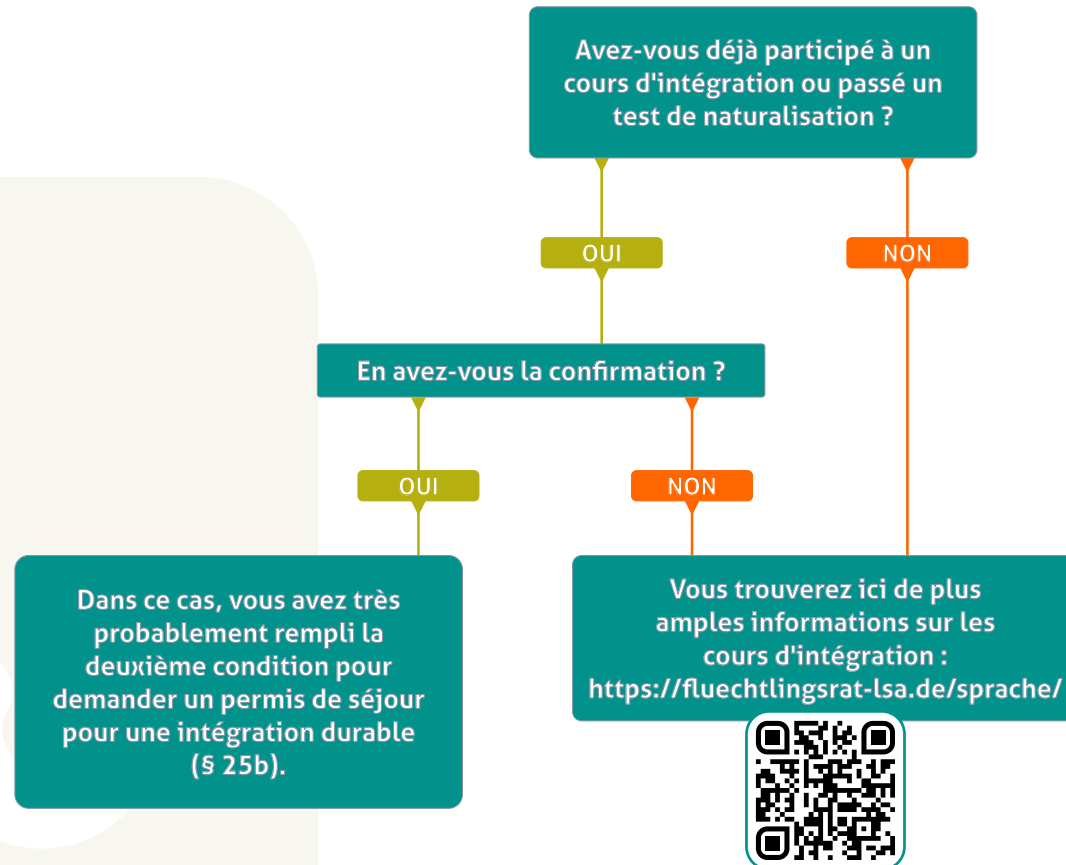 Avez-vous déjà participé à un
cours d'intégration ou passé un
test de naturalisation ?
OUI
NON
En avez-vous la confirmation ?
OUI
NON
Dans ce cas, vous avez très
probablement rempli la
deuxième condition pour
demander un permis de séjour
pour une intégration durable
(§ 25b).
Vous trouverez ici de plus
amples informations sur les
cours d'intégration :
https://fluechtlingsrat-lsa.de/sprache/